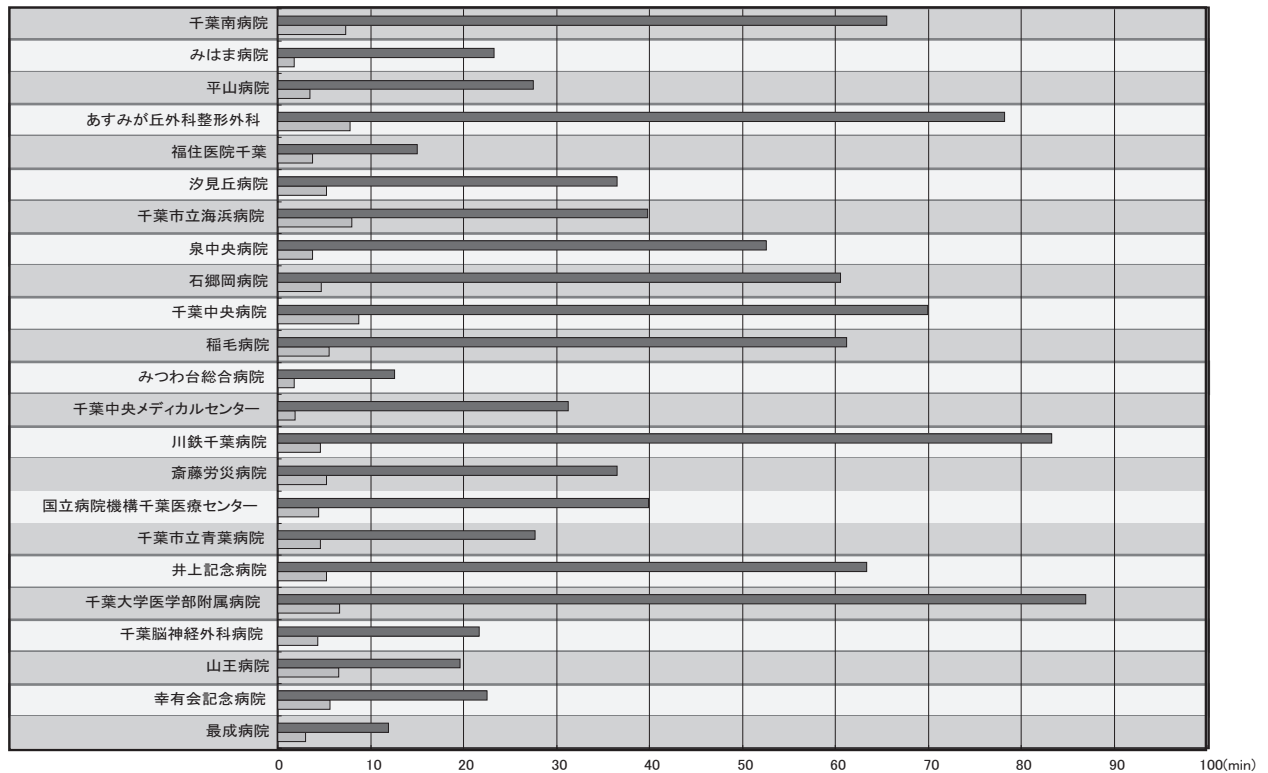 千葉南病院
みはま病院
平山病院
あすみが丘外科整形外科
福住医院千葉
汐見丘病院
千葉市立海浜病院
泉中央病院
石郷岡病院
千葉中央病院
稲毛病院
みつわ台総合病院
千葉中央メディカルセンター
川鉄千葉病院
斎藤労災病院
国立病院機構千葉医療センター
千葉市立青葉病院
井上記念病院
千葉大学医学部附属病院
千葉脳神経外科病院
山王病院
幸有会記念病院
最成病院
0 10 20 30 40 50 60 70 80 90 100(min)